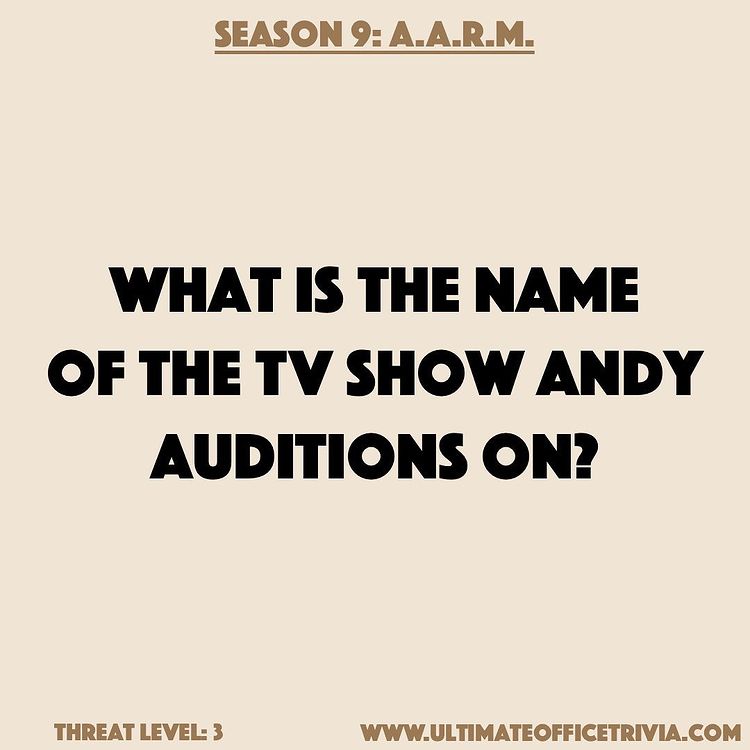 SEASON 9: A.A.R.M.
WHAT IS THE NAME
OF THE TV SHOW ANDY
AUDITIONS ON?
THREAT LEVEL: 3
WWW.ULTIMATEOFFICETRIVIA.COM